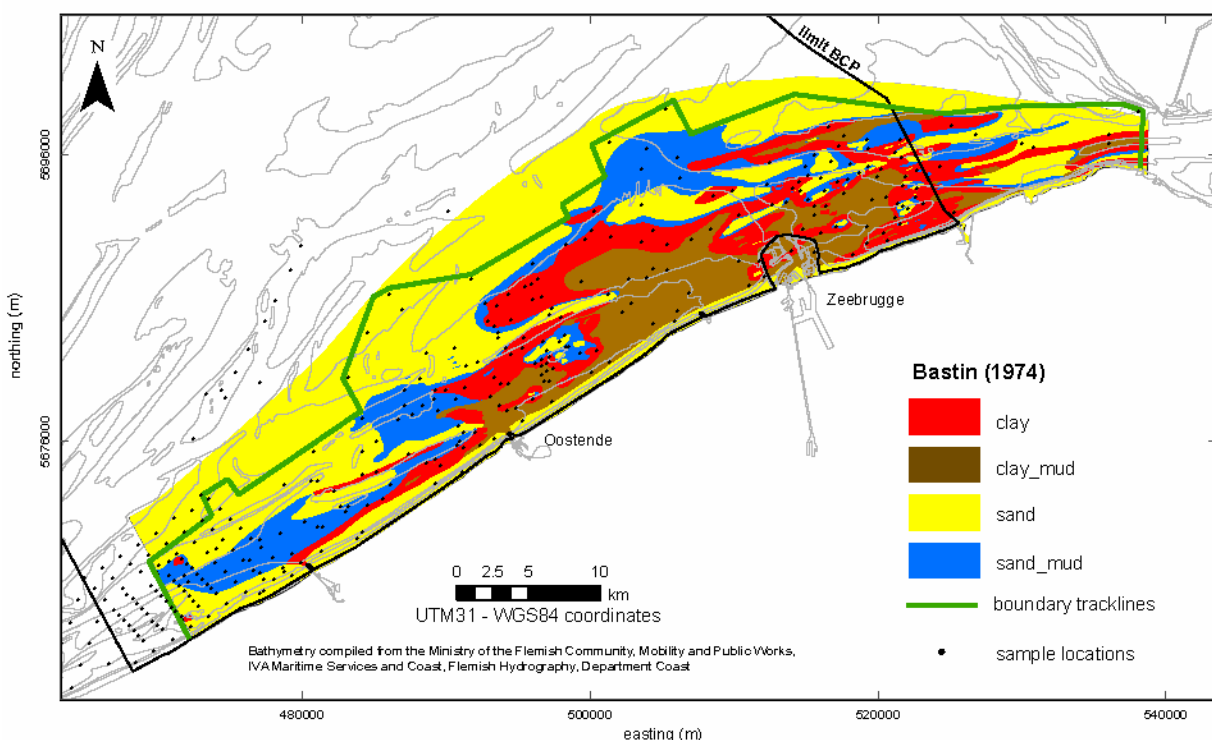 N
limit BCP
5696000
northing (m)
5676000
Zeebrugge
Oostende
Bastin (1974)
clay
clay_mud
sand
sand_mud
boundary tracklines
sample locations
0 2.5 5 10
km
UTM31 - WGS84 coordinates
Bathymetry compiled from the Ministry of the Flemish Community, Mobility and Public Works,
IVA Maritime Services and Coast, Flemish Hydrography, Department Coast
480000 500000 520000 540000
easting (m)